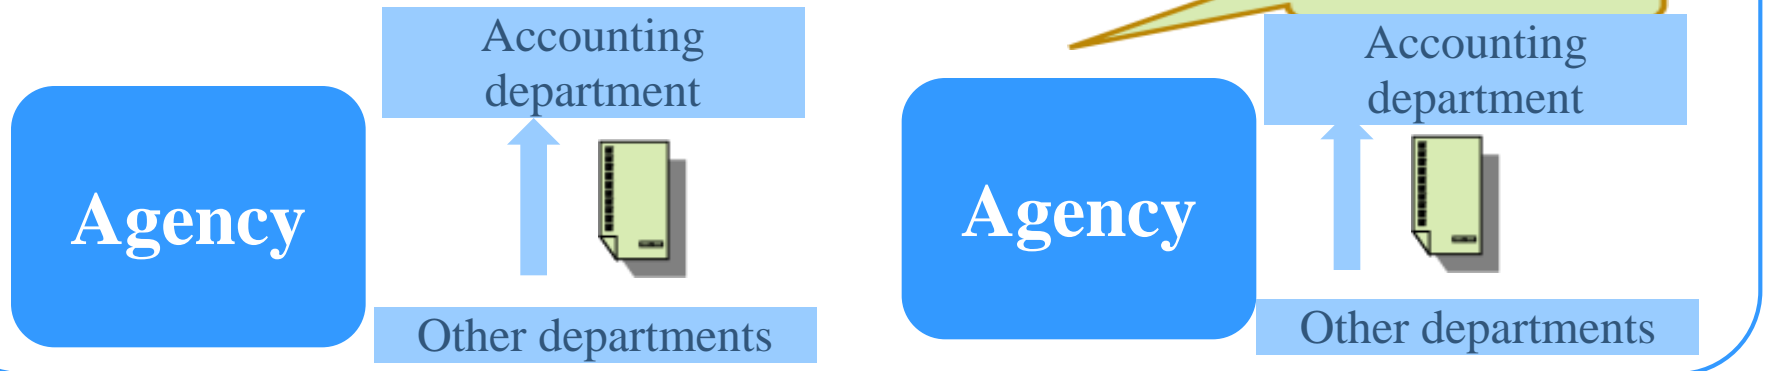 Accounting
department
Agency
Other departments
Accounting
department
Agency
Other departments